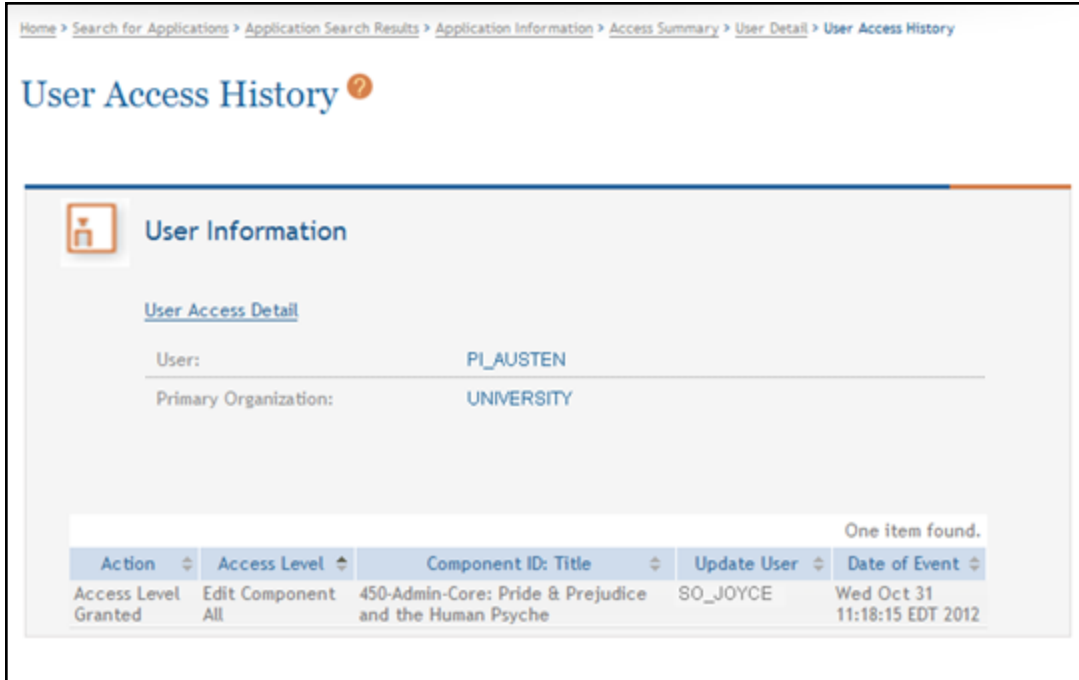 Home > Search for Applications > Application Search Results > Application Information > Access Summary > User Detail > User Access History
User Access History ?
User Information
User Access Detail
User: PI_AUSTEN
Primary Organization: UNIVERSITY
One item found.
Action Access Level Component ID: Title Update User Date of Event
Access Level Edit Component 450-Admin-Core: Pride & Prejudice SO_JOYCE Wed Oct 31
Granted All and the Human Psyche 11:18:15 EDT 2012